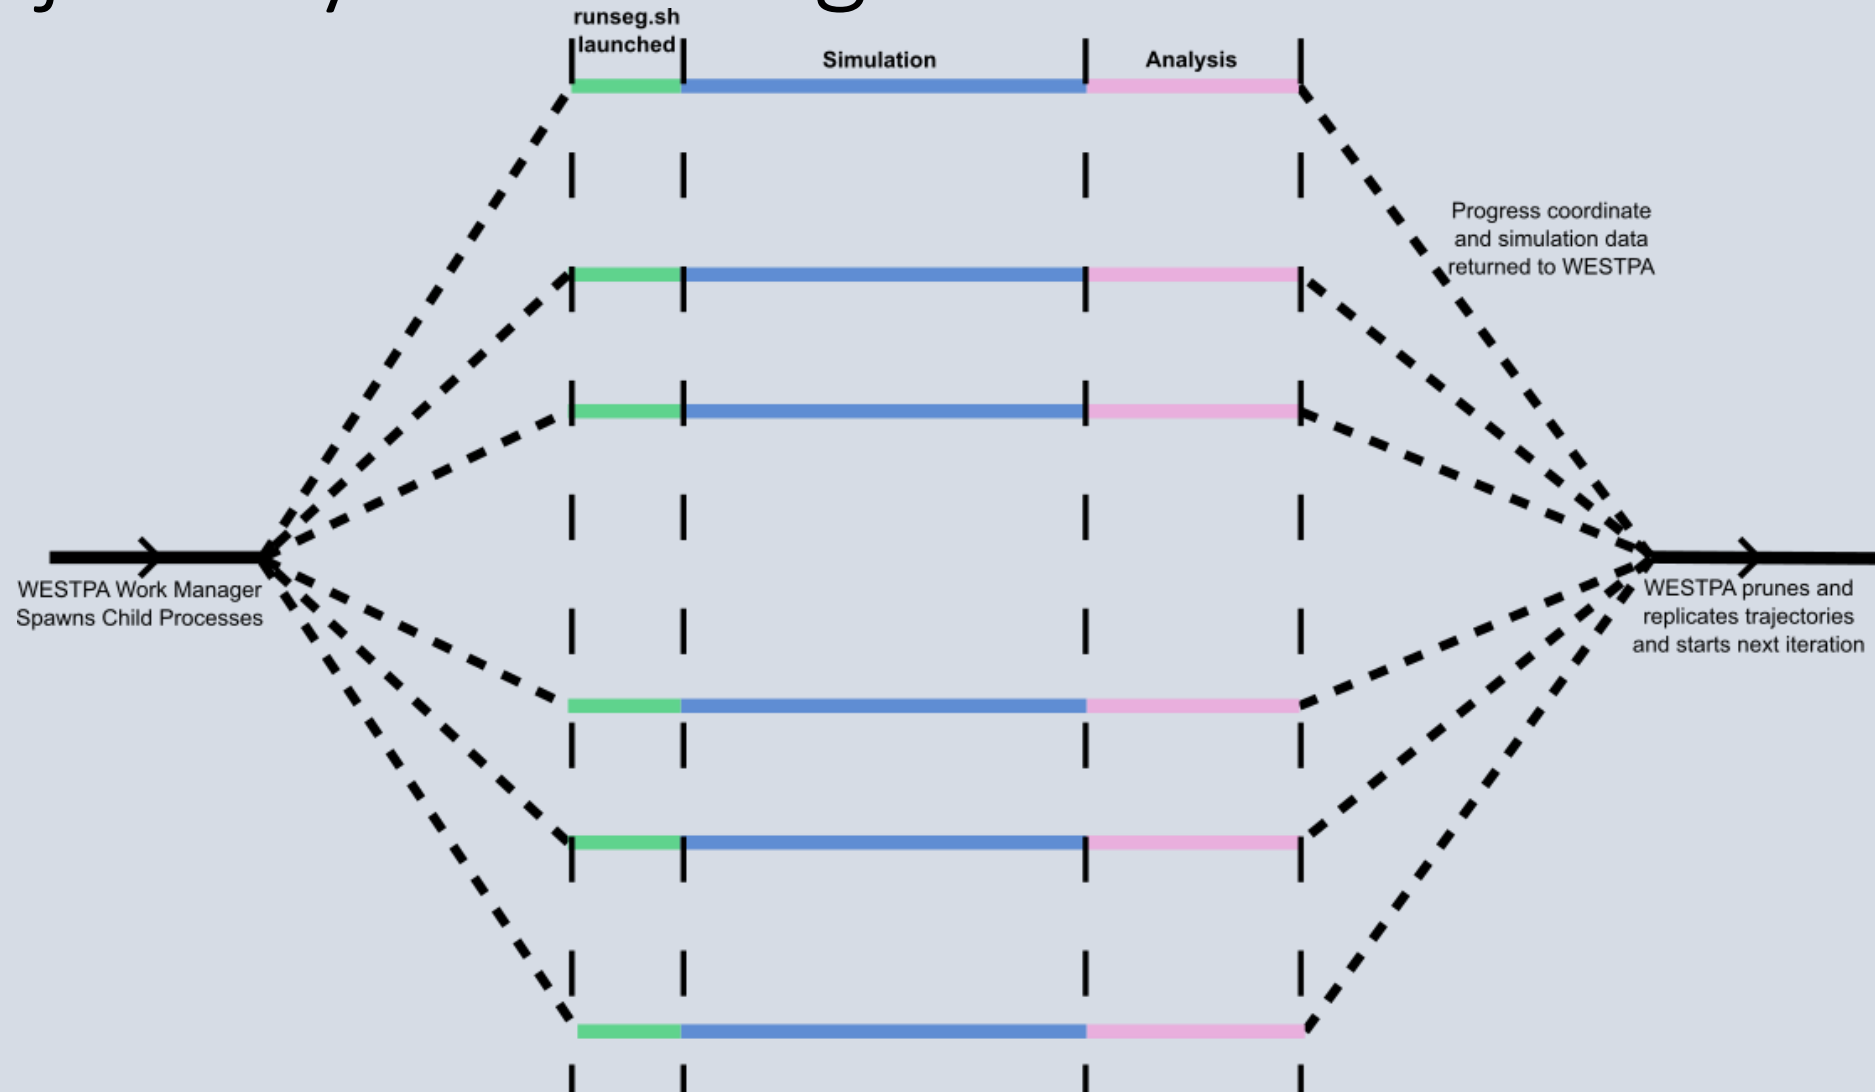 runseg.sh
launched
Simulation
Analysis
Progress coordinate
and simulation data
returned to WESTPA
WESTPA Work Manager
Spawns Child Processes
WESTPA prunes and
replicates trajectories
and starts next iteration